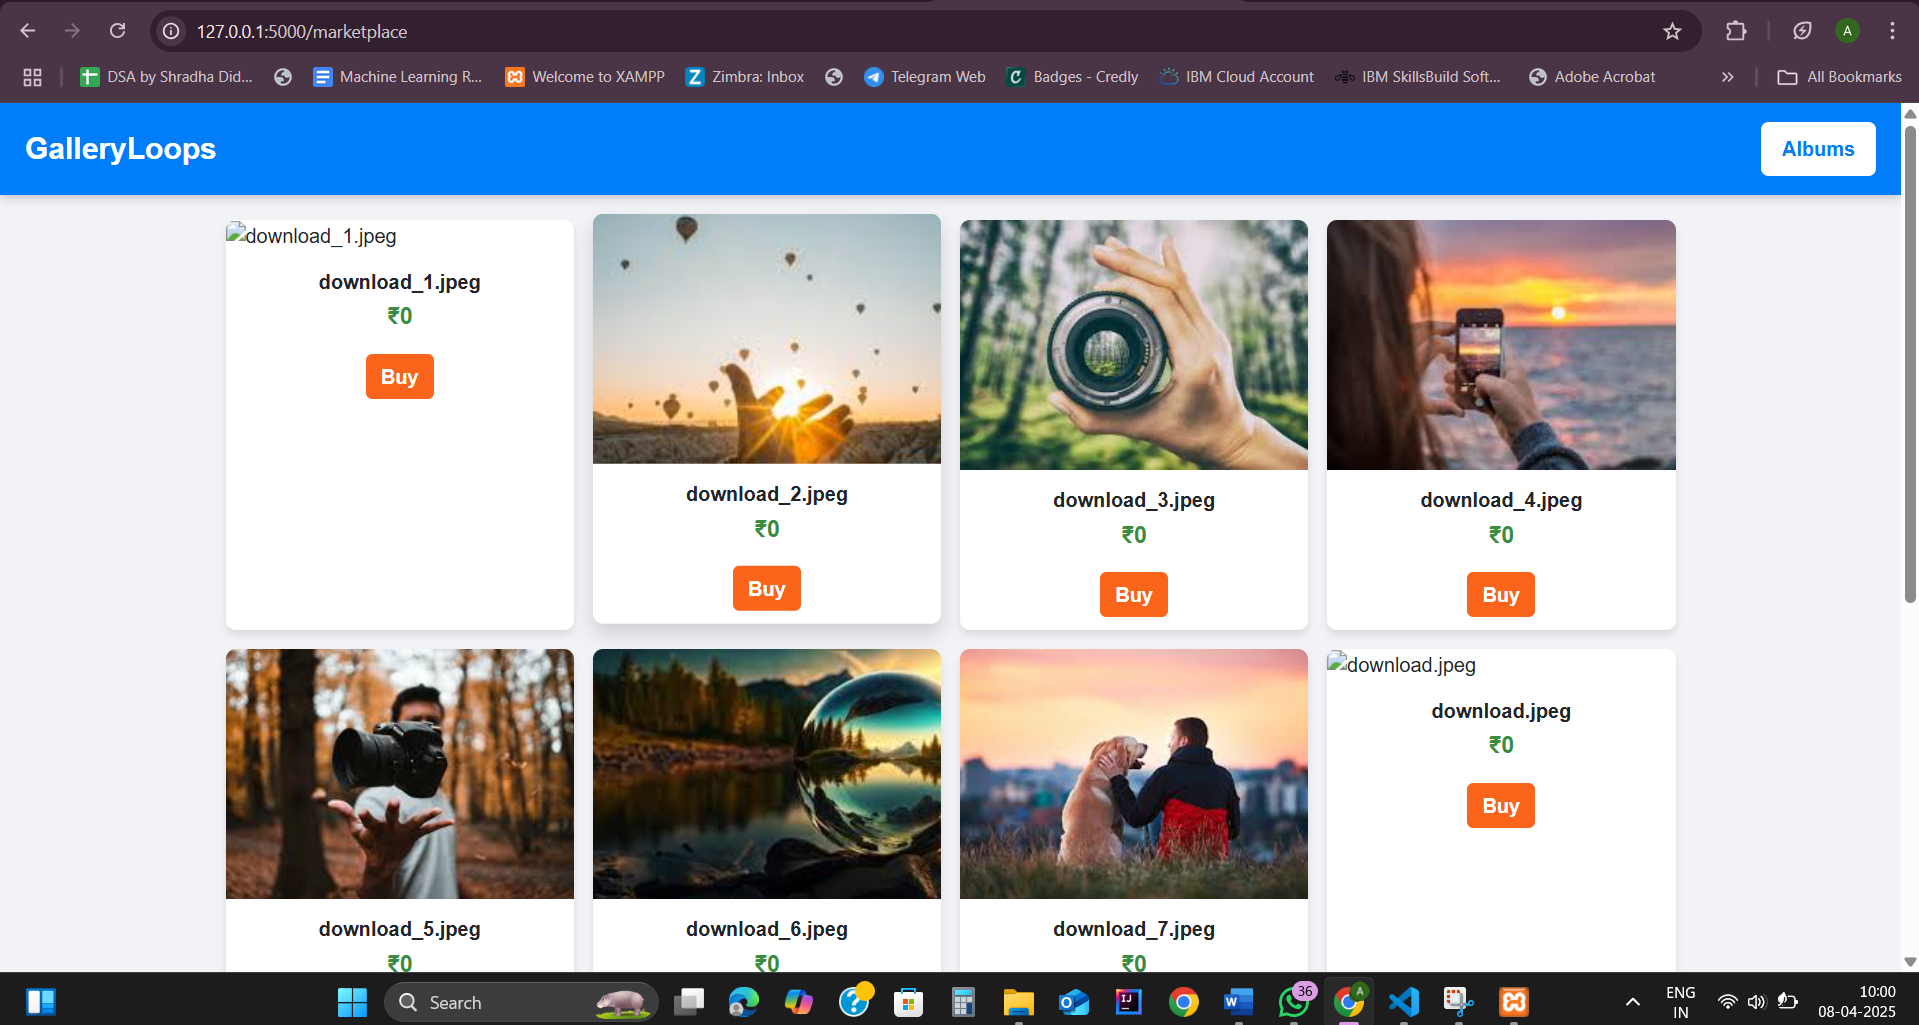 127.0.0.1:5000/marketplace
A
DSA by Shradha Did...
Machine Learning R...
Welcome to XAMPP
Zimbra: Inbox
Telegram Web
Badges - Credly
IBM Cloud Account
IBM SkillsBuild Soft...
Adobe Acrobat
All Bookmarks
GalleryLoops
Albums
download_1.jpeg
download_1.jpeg
₹0
Buy
download_2.jpeg
₹0
Buy
download_3.jpeg
₹0
Buy
download_4.jpeg
₹0
Buy
download_5.jpeg
₹0
download_6.jpeg
₹0
download_7.jpeg
₹0
download.jpeg
download.jpeg
₹0
Buy
Search
36
A
ENG
IN
10:00
08-04-2025